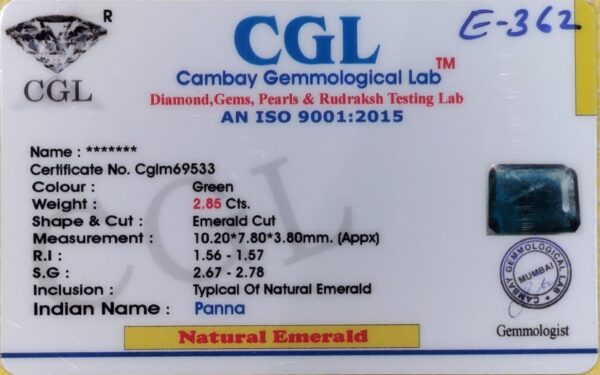 R
CGL
CGL™
E-362
Cambay Gemmological Lab
Diamond,Gems, Pearls & Rudraksh Testing Lab
AN ISO 9001:2015
Name : *******
Certificate No. Cglm69533
Colour : Green
Weight : 2.85 Cts.
Shape & Cut : Emerald Cut
Measurement : 10.20*7.80*3.80mm. (Appx)
R.I : 1.56 - 1.57
S.G : 2.67 - 2.78
Inclusion : Typical Of Natural Emerald
Indian Name : Panna
Natural Emerald
CAMBAY GEMMOLOGICAL LAB
MUMBAI
Gemmologist
CGL